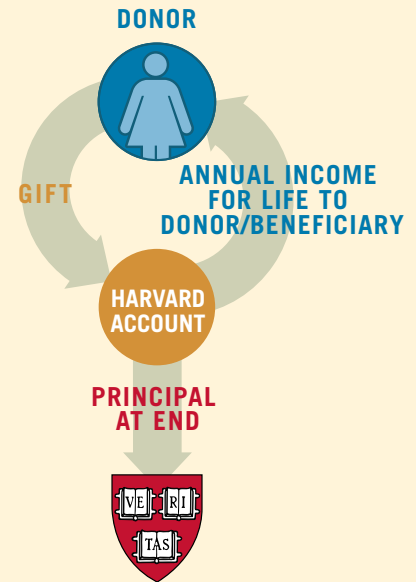 DONOR
GIFT
ANNUAL INCOME
FOR LIFE TO
DONOR/BENEFICIARY
HARVARD
ACCOUNT
PRINCIPAL
AT END
VE RI
TAS